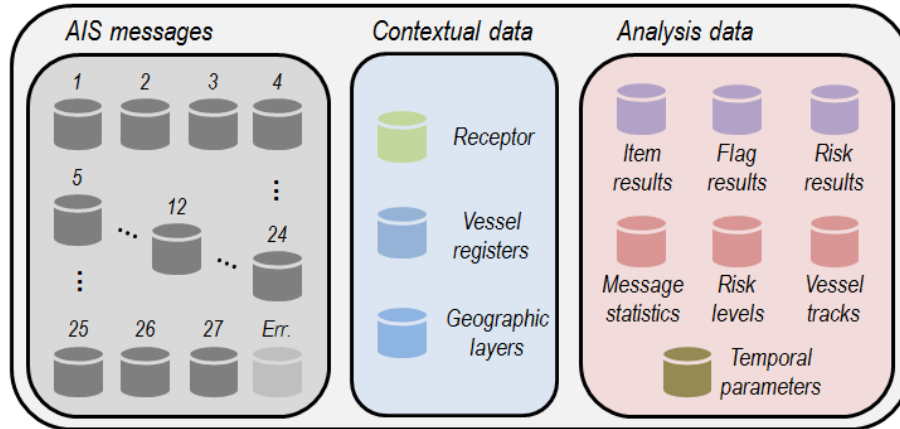 AIS messages
1 2 3 4
5
12
24
25 26 27 Err.
Contextual data
Receptor
Vessel
registers
Geographic
layers
Analysis data
Item
results
Flag
results
Risk
results
Message
statistics
Risk
levels
Vessel
tracks
Temporal
parameters